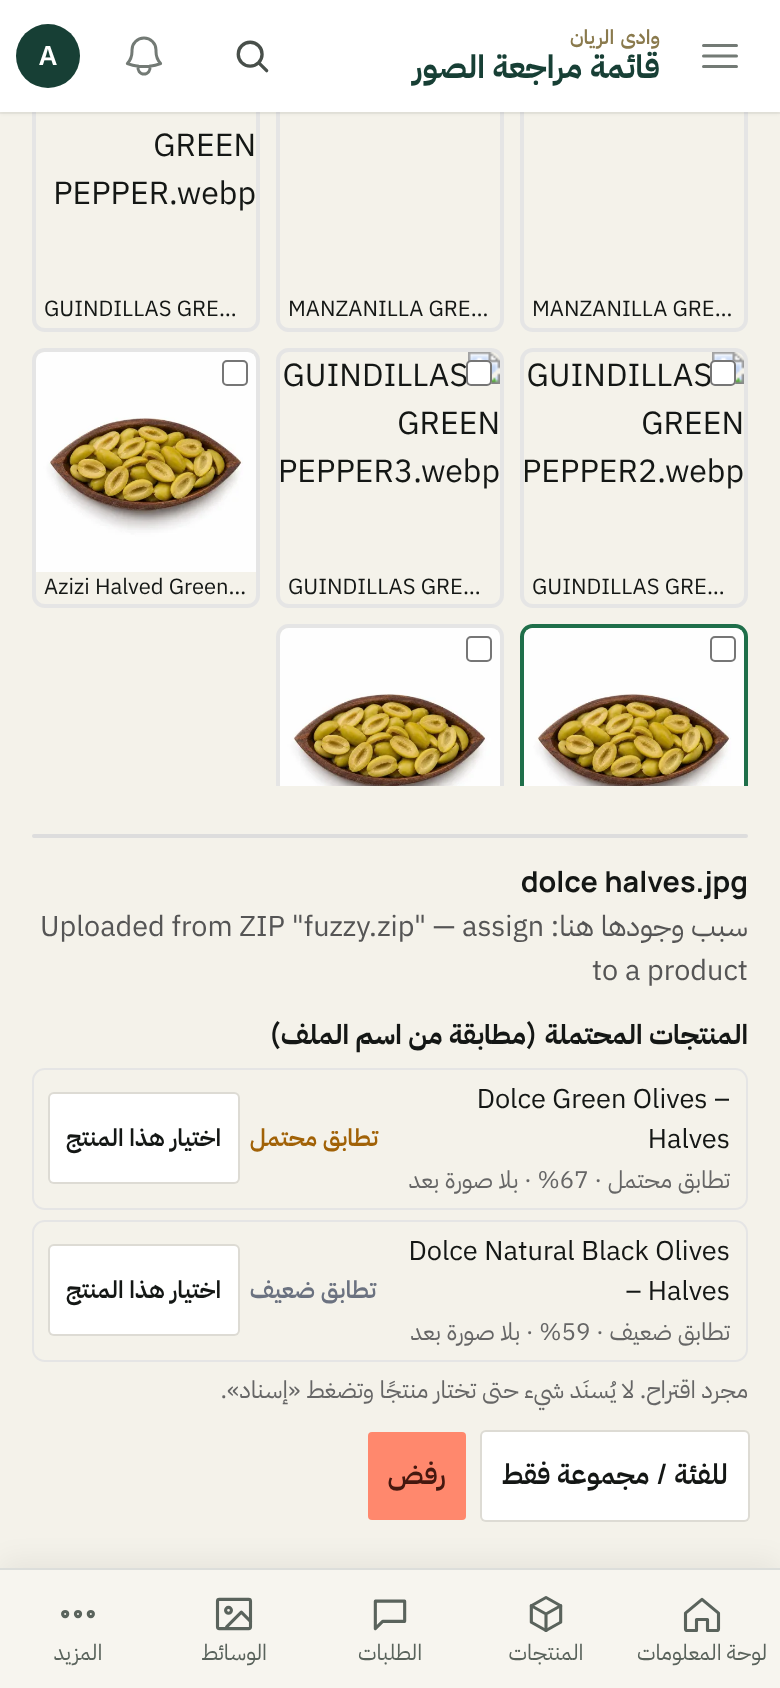 وادى الريان
قائمة مراجعة الصور
A
GREEN
PEPPER.webp
MANZANILLA GRE...
MANZANILLA GRE...
GUINDILLAS GRE...
GUINDILLAS
GREEN
PEPPER2.webp
GUINDILLAS GRE...
GUINDILLAS
GREEN
PEPPER3.webp
GUINDILLAS GRE...
Azizi Halved Green...
dolce halves.jpg
سبب وجودها هنا: Uploaded from ZIP "fuzzy.zip" — assign
to a product
المنتجات المحتملة (مطابقة من اسم الملف)
Dolce Green Olives –
Halves
تطابق محتمل · 67% · بلا صورة بعد
تطابق محتمل
اختيار هذا المنتج
Dolce Natural Black Olives
– Halves
تطابق ضعيف · 59% · بلا صورة بعد
تطابق ضعيف
اختيار هذا المنتج
مجرد اقتراح. لا يُسنَد شيء حتى تختار منتجًا وتضغط «إسناد».
للفئة / مجموعة فقط
رفض
لوحة المعلومات
المنتجات
الطلبات
الوسائط
المزيد